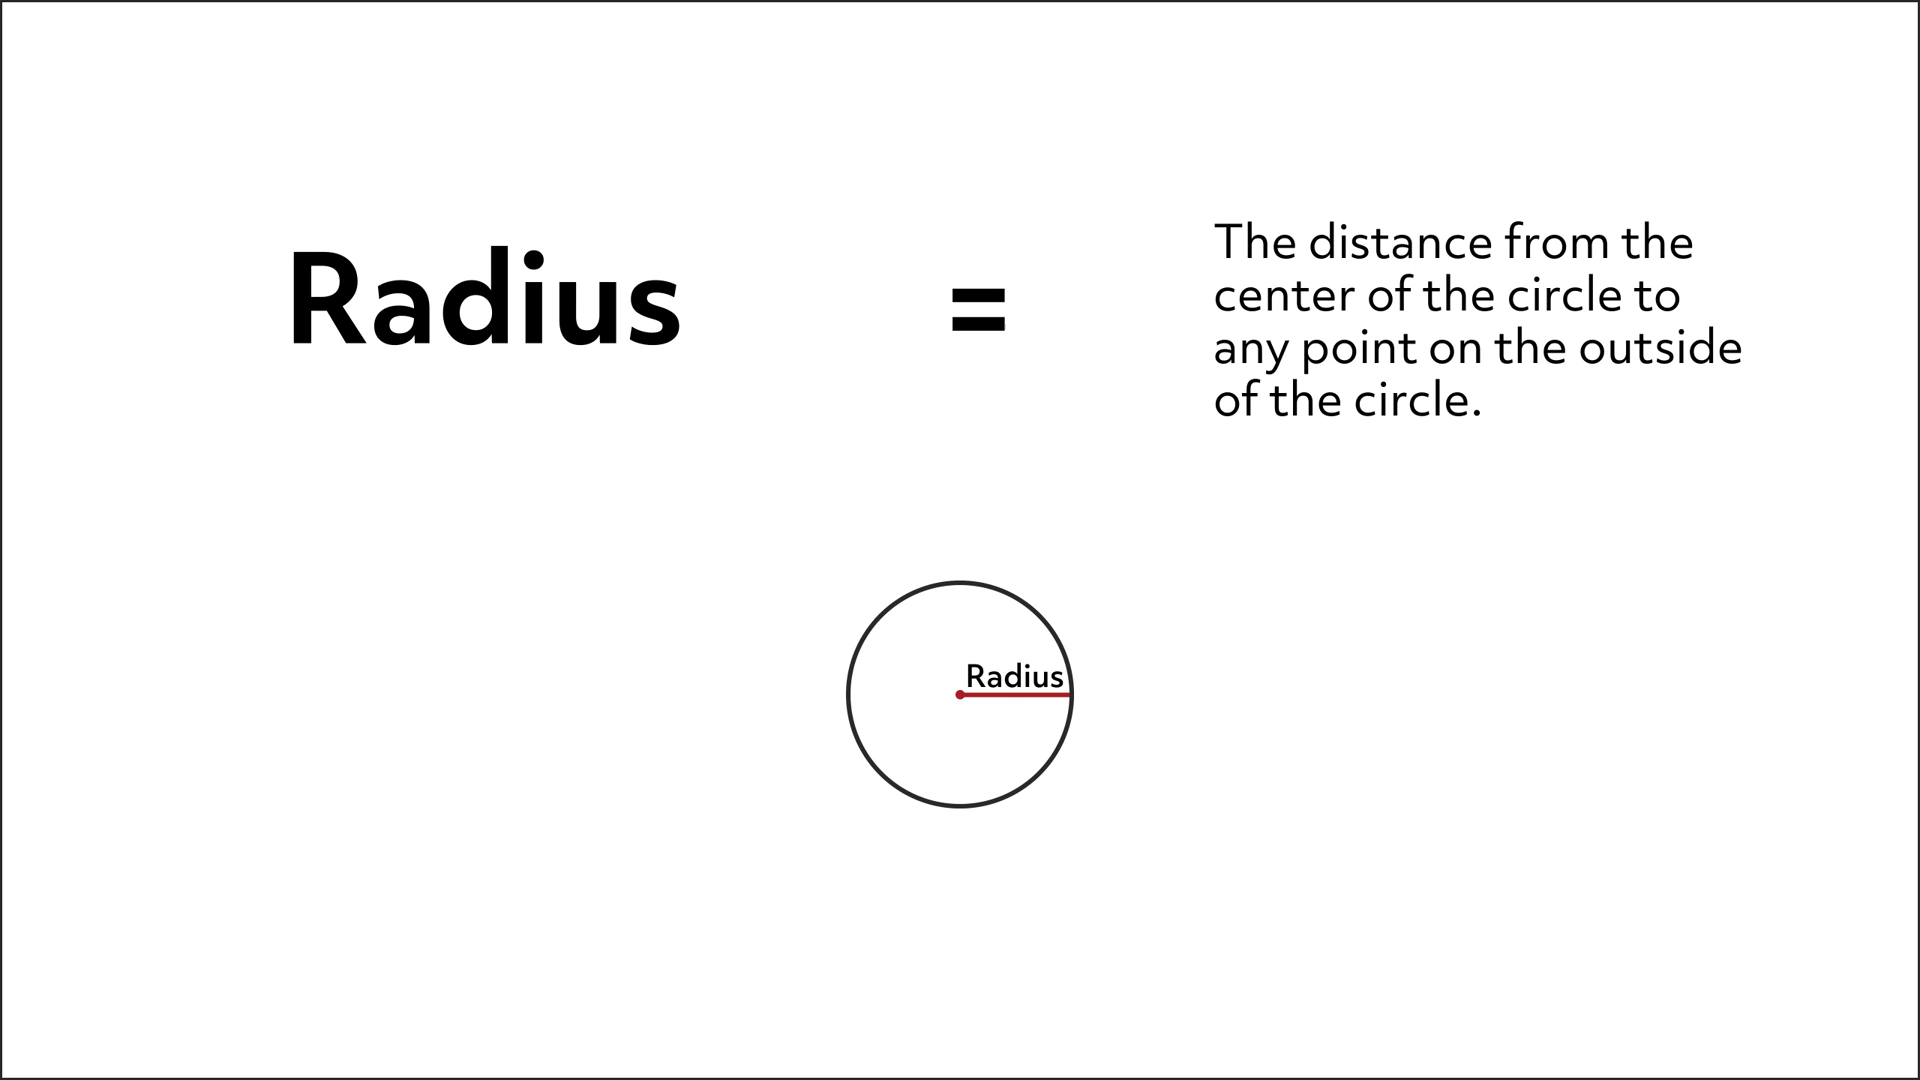 Radius
=
The distance from the
center of the circle to
any point on the outside
of the circle.
Radius